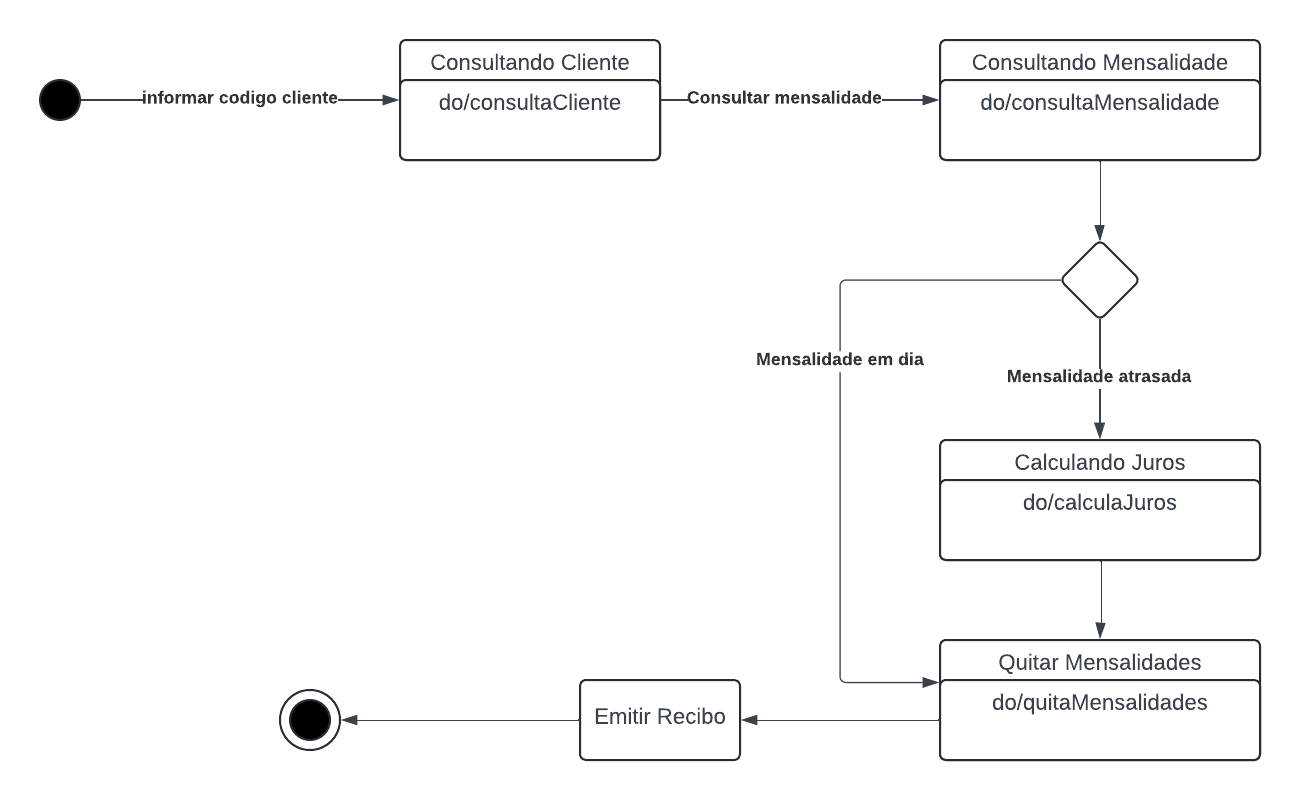 Consultando Cliente
do/consultaCliente
informar codigo cliente
Consultar mensalidade
Consultando Mensalidade
do/consultaMensalidade
Mensalidade em dia
Mensalidade atrasada
Calculando Juros
do/calculaJuros
Quitar Mensalidades
do/quitaMensalidades
Emitir Recibo